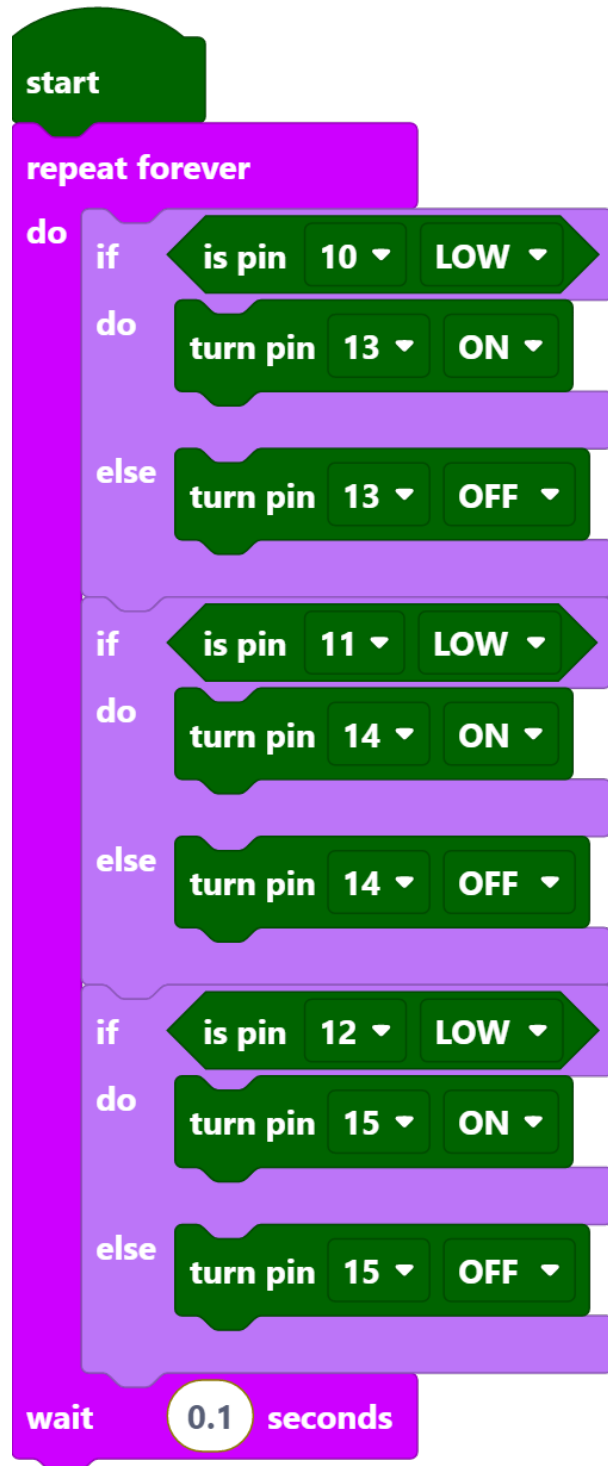 start
repeat forever
do
if is pin 10 LOW
do
turn pin 13 ON
else
turn pin 13 OFF
if is pin 11 LOW
do
turn pin 14 ON
else
turn pin 14 OFF
if is pin 12 LOW
do
turn pin 15 ON
else
turn pin 15 OFF
wait 0.1 seconds